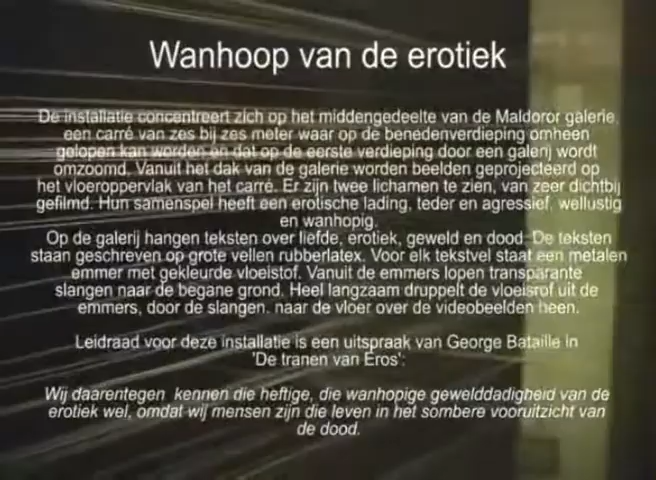 Wanhoop van de erotiek
De installatie concentreert zich op het middengedeelte van de Maldoror galerie,
een carré van zes bij zes meter waar op de benedenverdieping omheen
gelopen kan worden en dat op de eerste verdieping door een galerij wordt
omzoomd. Vanuit het dak van de galerie worden beelden geprojecteerd op
het vloeroppervlak van het carré. Er zijn twee lichamen te zien, van zeer dichtbij
gefilmd. Hun samenspel heeft een erotische lading, teder en agressief, wellustig
en wanhopig.
Op de galerij hangen teksten over liefde, erotiek, geweld en dood. De teksten
staan geschreven op grote vellen rubberlatex. Voor elk tekstvel staat een metalen
emmer met gekleurde vloeistof. Vanuit de emmers lopen transparante
slangen naar de begane grond. Heel langzaam druppelt de vloeisrof uit de
emmers, door de slangen. naar de vloer over de videobeelden heen.
Leidraad voor deze installatie is een uitspraak van George Bataille in
'De tranen van Eros':
Wij daarentegen kennen die heftige, die wanhopige gewelddadigheid van de
erotiek wel, omdat wij mensen zijn die leven in het sombere vooruitzicht van
de dood.